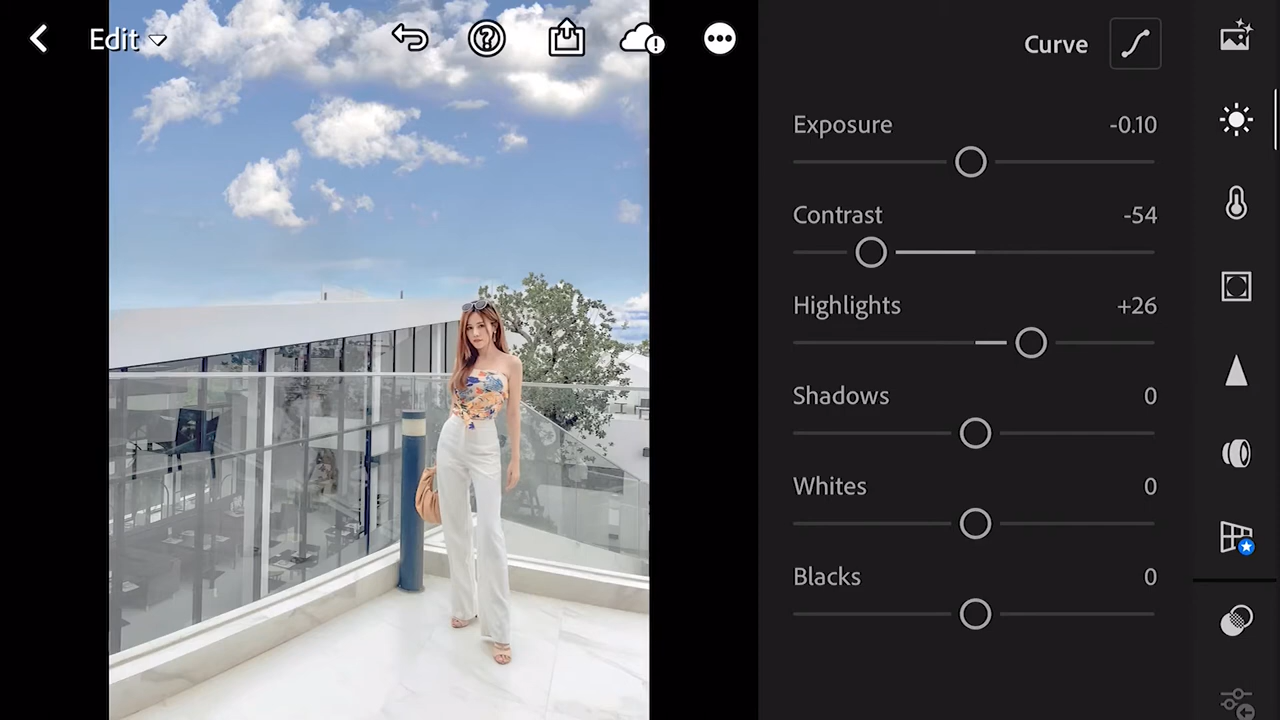 Edit
Curve
Exposure -0.10
Contrast -54
Highlights +26
Shadows 0
Whites 0
Blacks 0